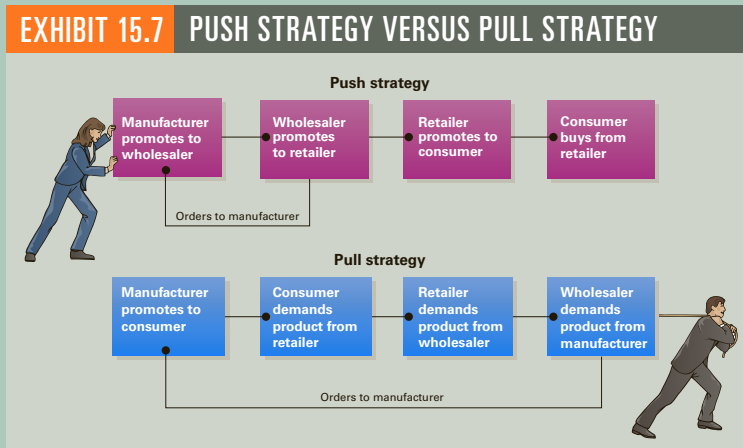 EXHIBIT 15.7 PUSH STRATEGY VERSUS PULL STRATEGY
Push strategy
Manufacturer
promotes to
wholesaler
Wholesaler
promotes
to retailer
Retailer
promotes to
consumer
Consumer
buys from
retailer
Orders to manufacturer
Pull strategy
Manufacturer
promotes to
consumer
Consumer
demands
product from
retailer
Retailer
demands
product from
wholesaler
Wholesaler
demands
product from
manufacturer
Orders to manufacturer